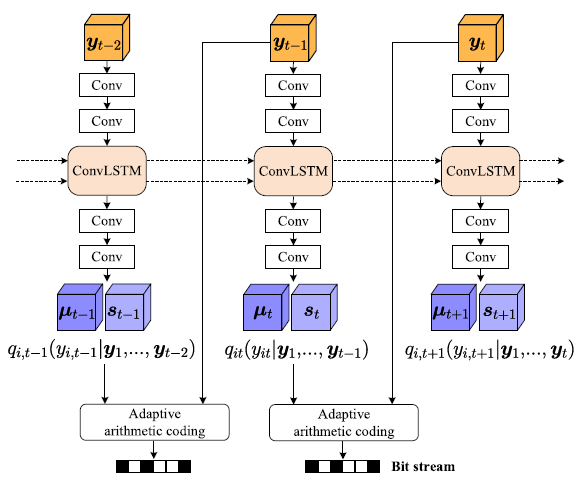 y_{t−2} y_{t−1} y_t
Conv Conv Conv
Conv Conv Conv
ConvLSTM ConvLSTM ConvLSTM
Conv Conv Conv
Conv Conv Conv
μ_{t−1} s_{t−1} μ_t s_t μ_{t+1} s_{t+1}
q_{i,t−1}(y_{i,t−1}|y_1,..., y_{t−2}) q_{it}(y_{it}|y_1,..., y_{t−1}) q_{i,t+1}(y_{i,t+1}|y_1,..., y_t)
Adaptive Adaptive
arithmetic coding arithmetic coding
Bit stream